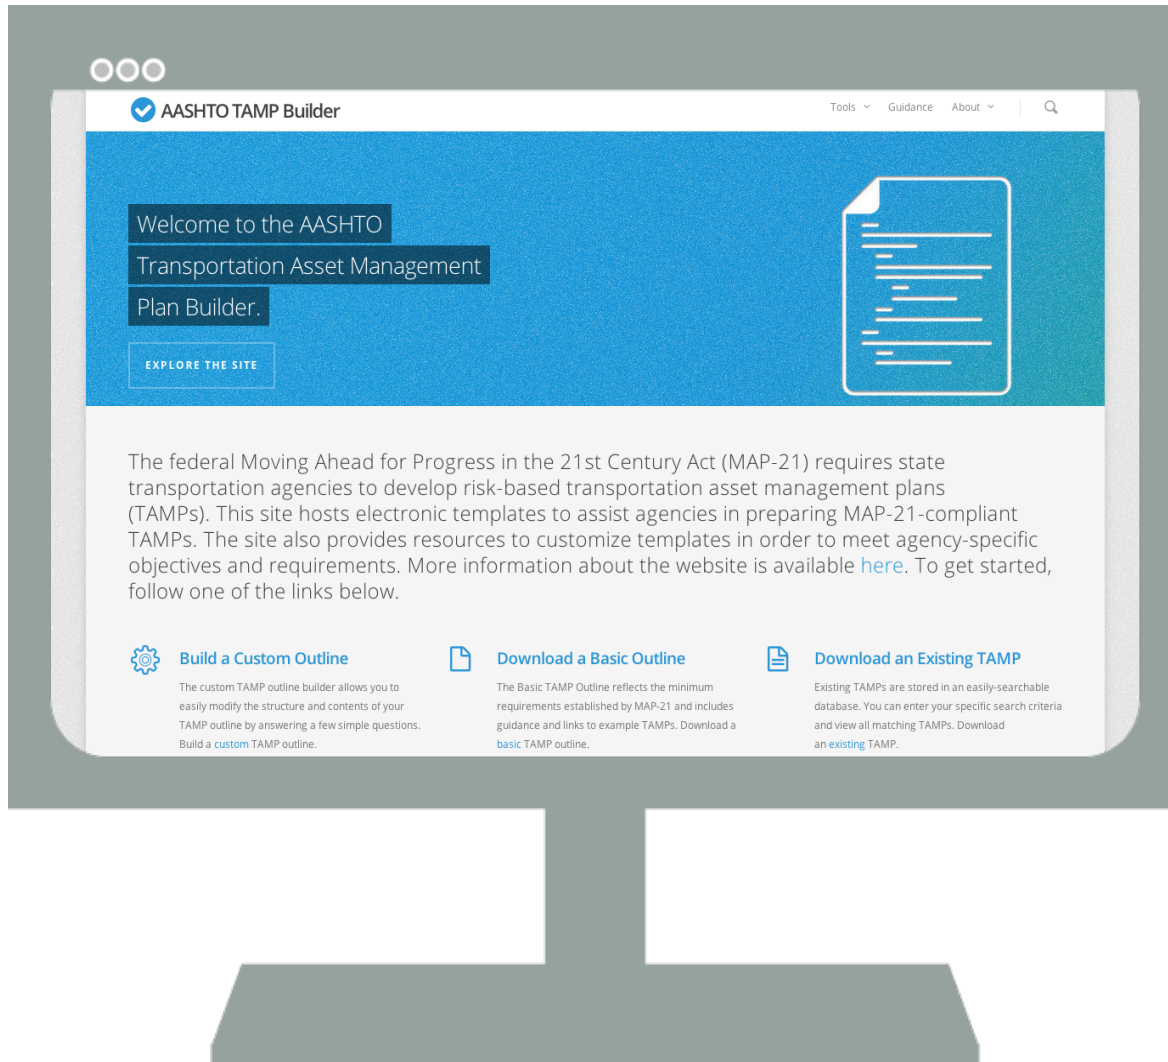 AASHTO TAMP Builder
Tools
Guidance
About
Welcome to the AASHTO
Transportation Asset Management
Plan Builder.
EXPLORE THE SITE
The federal Moving Ahead for Progress in the 21st Century Act (MAP-21) requires state
transportation agencies to develop risk-based transportation asset management plans
(TAMPs). This site hosts electronic templates to assist agencies in preparing MAP-21-compliant
TAMPs. The site also provides resources to customize templates in order to meet agency-specific
objectives and requirements. More information about the website is available here. To get started,
follow one of the links below.
Build a Custom Outline
The custom TAMP outline builder allows you to
easily modify the structure and contents of your
TAMP outline by answering a few simple questions.
Build a custom TAMP outline.
Download a Basic Outline
The Basic TAMP Outline reflects the minimum
requirements established by MAP-21 and includes
guidance and links to example TAMPs. Download a
basic TAMP outline.
Download an Existing TAMP
Existing TAMPs are stored in an easily-searchable
database. You can enter your specific search criteria
and view all matching TAMPs. Download
an existing TAMP.